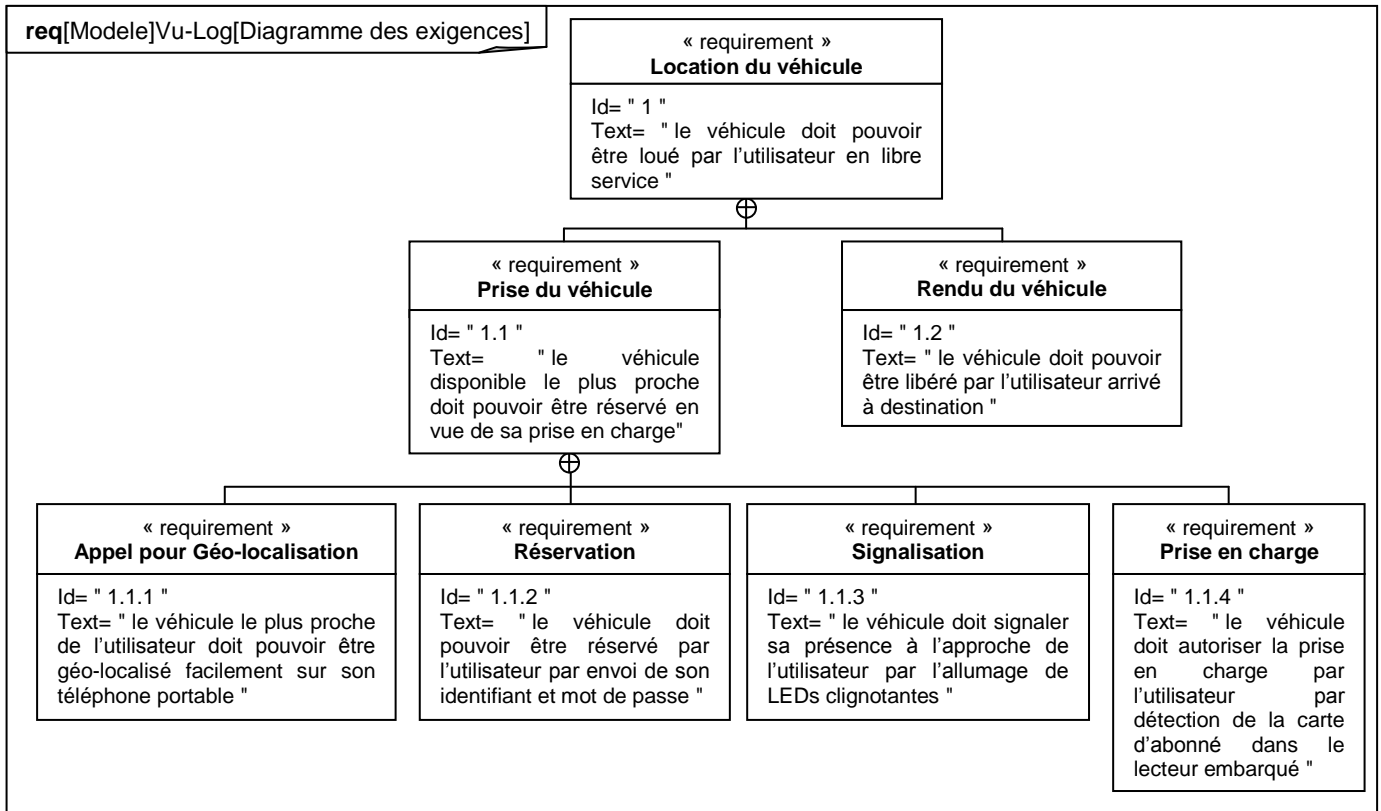 req[Modele]Vu-Log[Diagramme des exigences]
« requirement »
Location du véhicule
Id= " 1 "
Text= " le véhicule doit pouvoir
être loué par l'utilisateur en libre
service "
« requirement »
Prise du véhicule
Id= " 1.1 "
Text= " le véhicule
disponible le plus proche
doit pouvoir être réservé en
vue de sa prise en charge"
« requirement »
Rendu du véhicule
Id= " 1.2 "
Text= " le véhicule doit pouvoir
être libéré par l'utilisateur arrivé
à destination "
« requirement »
Appel pour Géo-localisation
Id= " 1.1.1 "
Text= " le véhicule le plus proche
de l'utilisateur doit pouvoir être
géo-localisé facilement sur son
téléphone portable "
« requirement »
Réservation
Id= " 1.1.2 "
Text= " le véhicule doit
pouvoir être réservé par
l'utilisateur par envoi de son
identifiant et mot de passe "
« requirement »
Signalisation
Id= " 1.1.3 "
Text= " le véhicule doit signaler
sa présence à l'approche de
l'utilisateur par l'allumage de
LEDs clignotantes "
« requirement »
Prise en charge
Id= " 1.1.4 "
Text= " le véhicule
doit autoriser la prise
en charge par
l'utilisateur par
détection de la carte
d'abonné dans le
lecteur embarqué "